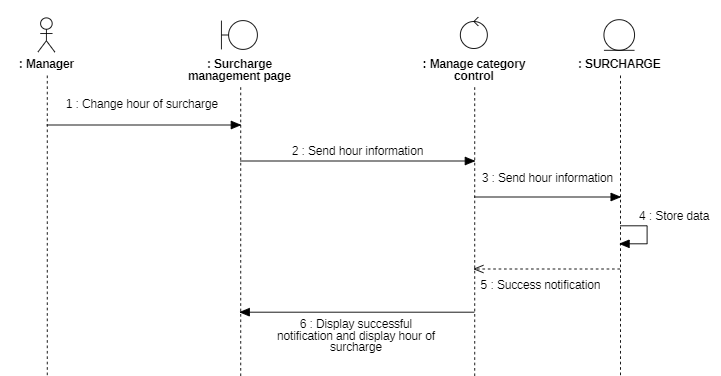 : Manager
: Surcharge
management page
: Manage category
control
: SURCHARGE
1 : Change hour of surcharge
2 : Send hour information
3 : Send hour information
4 : Store data
5 : Success notification
6 : Display successful
notification and display hour of
surcharge